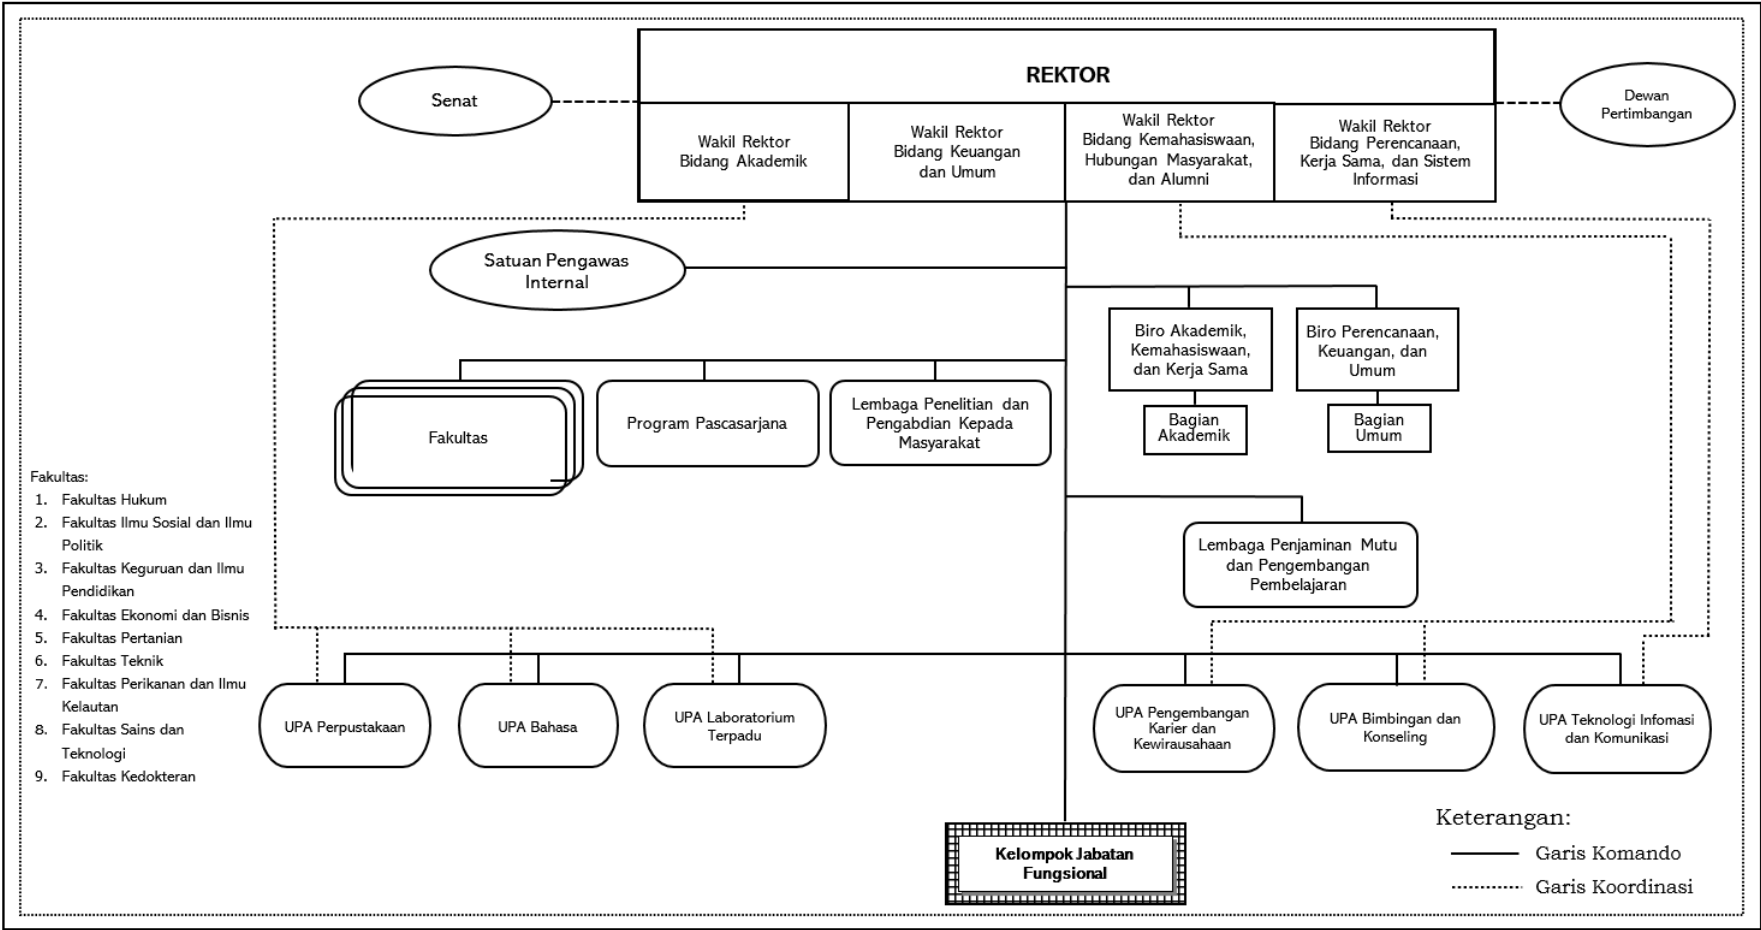 REKTOR
Senat
Dewan
Pertimbangan
Wakil Rektor
Bidang Akademik
Wakil Rektor
Bidang Keuangan
dan Umum
Wakil Rektor
Bidang Kemahasiswaan,
Hubungan Masyarakat,
dan Alumni
Wakil Rektor
Bidang Perencanaan,
Kerja Sama, dan Sistem
Informasi
Satuan Pengawas
Internal
Biro Akademik,
Kemahasiswaan,
dan Kerja Sama
Biro Perencanaan,
Keuangan, dan
Umum
Bagian
Akademik
Bagian
Umum
Fakultas
Program Pascasarjana
Lembaga Penelitian dan
Pengabdian Kepada
Masyarakat
Lembaga Penjaminan Mutu
dan Pengembangan
Pembelajaran
Fakultas:
1. Fakultas Hukum
2. Fakultas Ilmu Sosial dan Ilmu
Politik
3. Fakultas Keguruan dan Ilmu
Pendidikan
4. Fakultas Ekonomi dan Bisnis
5. Fakultas Pertanian
6. Fakultas Teknik
7. Fakultas Perikanan dan Ilmu
Kelautan
8. Fakultas Sains dan
Teknologi
9. Fakultas Kedokteran
UPA Perpustakaan
UPA Bahasa
UPA Laboratorium
Terpadu
UPA Pengembangan
Karier dan
Kewirausahaan
UPA Bimbingan dan
Konseling
UPA Teknologi Infomasi
dan Komunikasi
Kelompok Jabatan
Fungsional
Keterangan:
Garis Komando
Garis Koordinasi